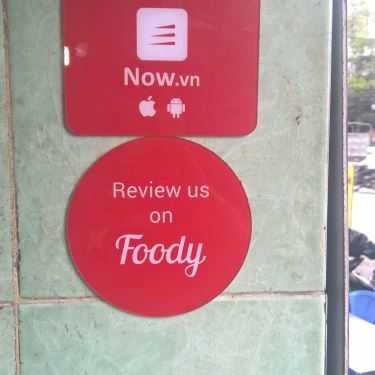 Now.vn
Review us
on
Foody